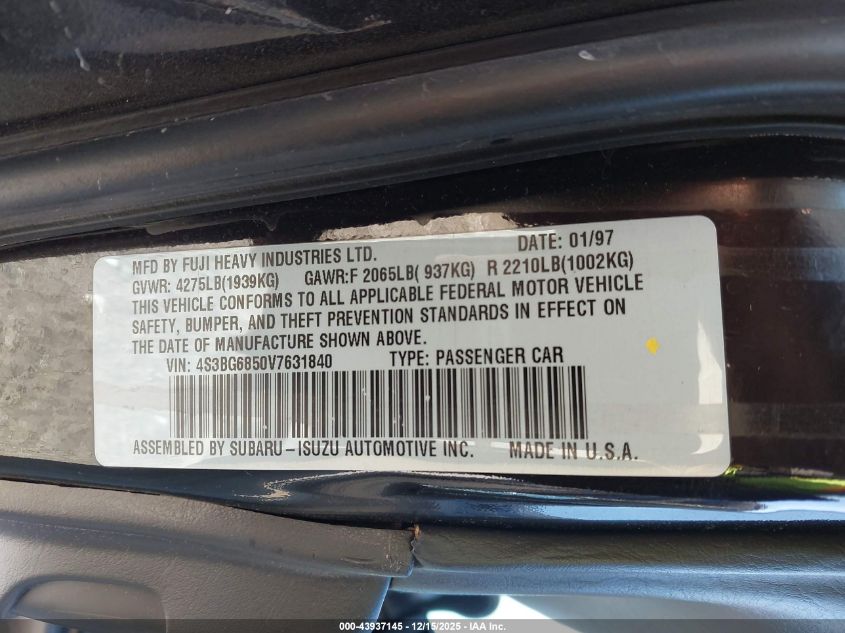 MFD BY FUJI HEAVY INDUSTRIES LTD. DATE: 01/97
GVWR: 4275LB(1939KG) GAWR:F 2065LB( 937KG) R 2210LB(1002KG)
THIS VEHICLE CONFORMS TO ALL APPLICABLE FEDERAL MOTOR VEHICLE
SAFETY, BUMPER, AND THEFT PREVENTION STANDARDS IN EFFECT ON
THE DATE OF MANUFACTURE SHOWN ABOVE.
VIN: 4S3BG6850V7631840 TYPE: PASSENGER CAR
ASSEMBLED BY SUBARU-ISUZU AUTOMOTIVE INC. MADE IN U.S.A.
000-43937145 - 12/15/2025 - IAA Inc.